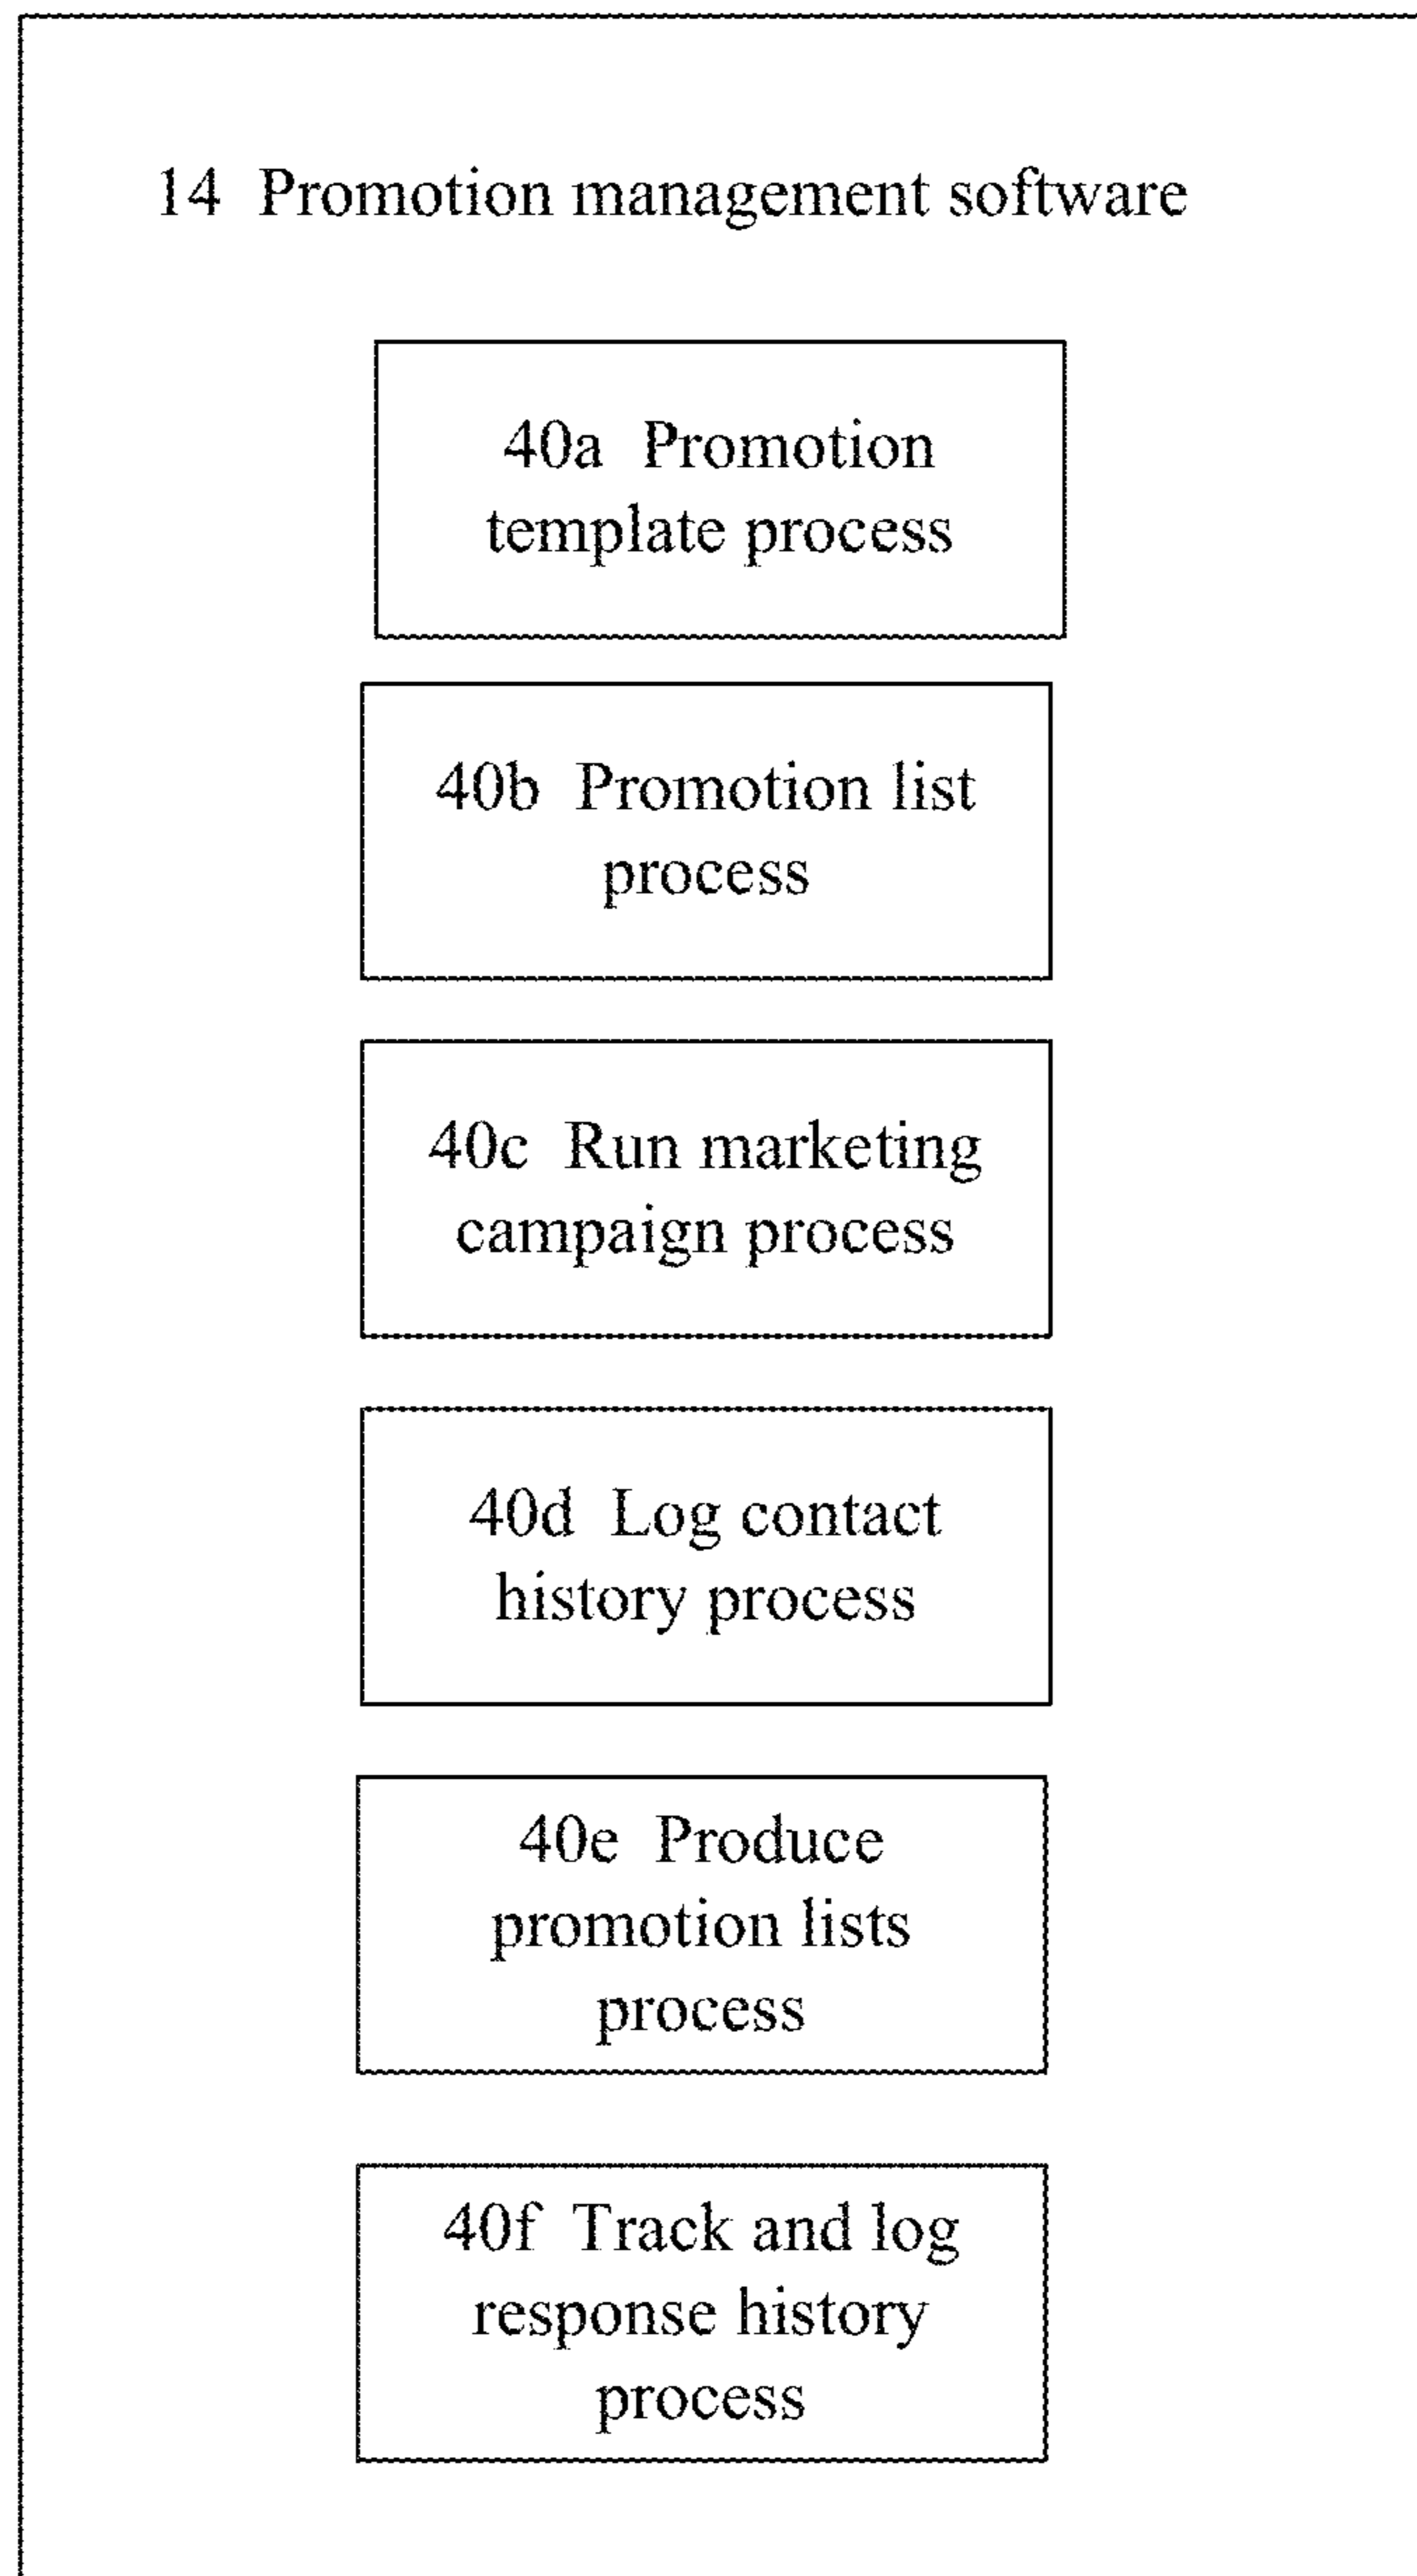 14 Promotion management software
40a Promotion
template process
40b Promotion list
process
40c Run marketing
campaign process
40d Log contact
history process
40e Produce
promotion lists
process
40f Track and log
response history
process